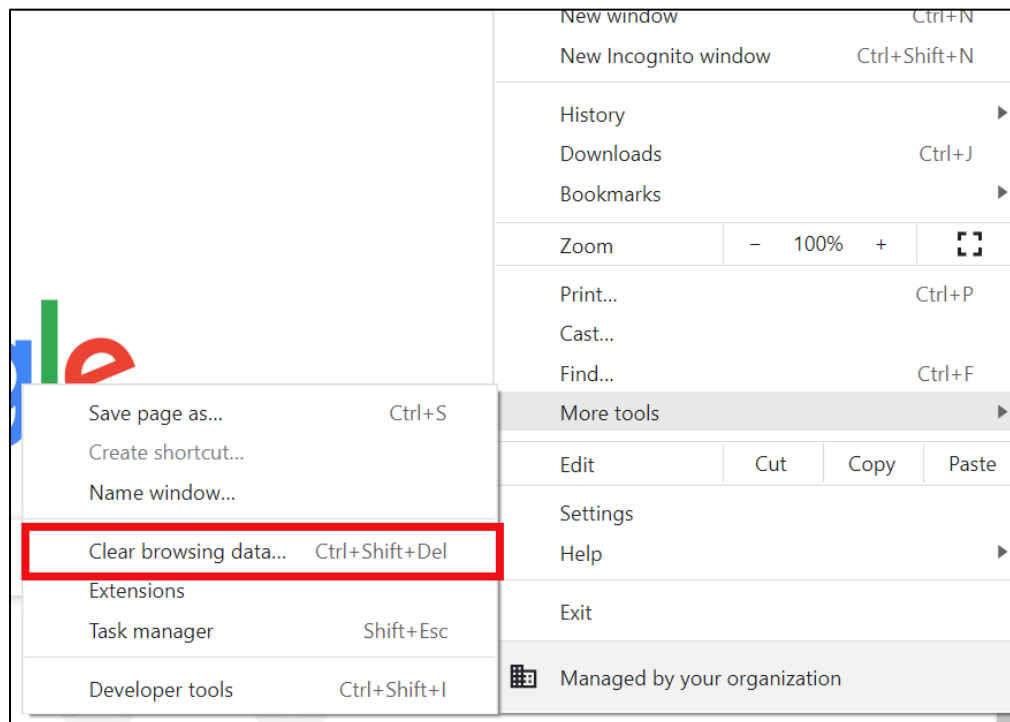 New window Ctrl+N
New Incognito window Ctrl+Shift+N
History
Downloads Ctrl+J
Bookmarks
Zoom - 100% +
Print... Ctrl+P
Cast...
Find... Ctrl+F
More tools
Edit Cut Copy Paste
Settings
Help
Exit
Managed by your organization
gle
Save page as... Ctrl+S
Create shortcut...
Name window...
Clear browsing data... Ctrl+Shift+Del
Extensions
Task manager Shift+Esc
Developer tools Ctrl+Shift+I